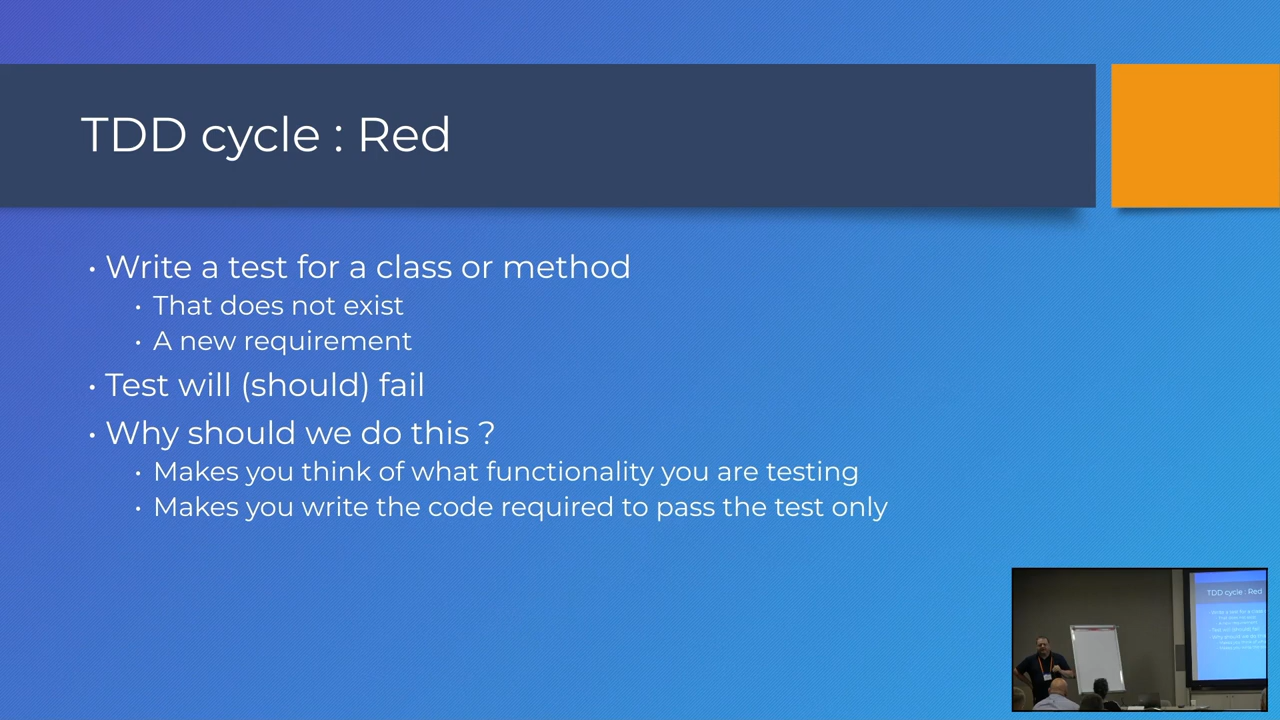 TDD cycle : Red
• Write a test for a class or method
• That does not exist
• A new requirement
• Test will (should) fail
• Why should we do this ?
• Makes you think of what functionality you are testing
• Makes you write the code required to pass the test only
TDD cycle : Red